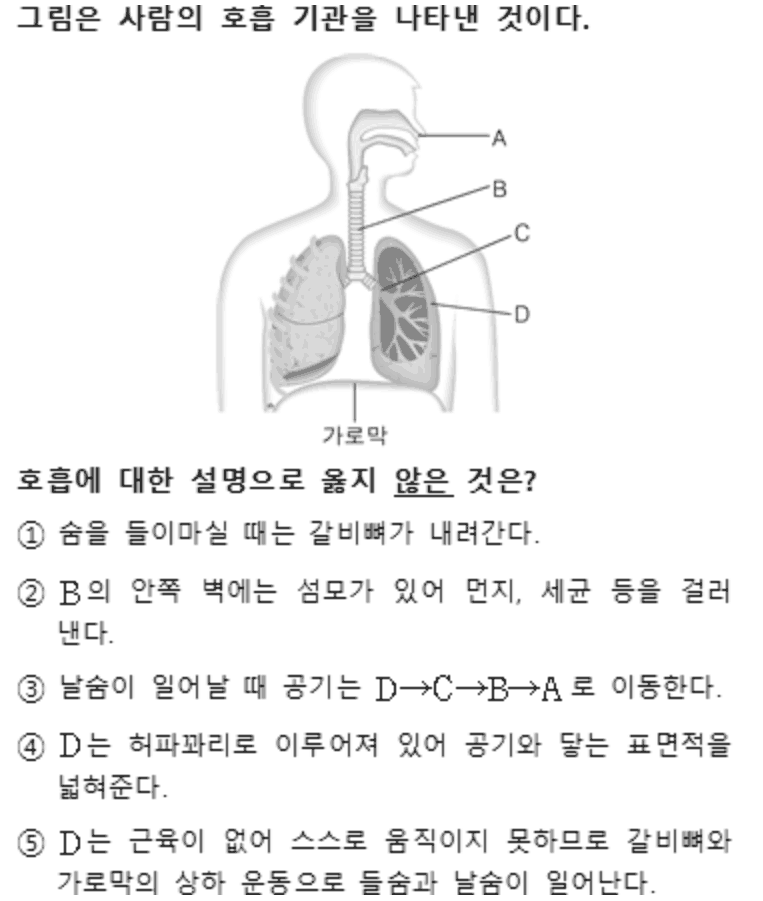 그림은 사람의 호흡 기관을 나타낸 것이다.
A
B
C
D
가로막
호흡에 대한 설명으로 옳지 않은 것은?
① 숨을 들이마실 때는 갈비뼈가 내려간다.
② B의 안쪽 벽에는 섬모가 있어 먼지, 세균 등을 걸러
낸다.
③ 날숨이 일어날 때 공기는 D→C→B→A로 이동한다.
④ D는 허파꽈리로 이루어져 있어 공기와 닿는 표면적을
넓혀준다.
⑤ D는 근육이 없어 스스로 움직이지 못하므로 갈비뼈와
가로막의 상하 운동으로 들숨과 날숨이 일어난다.